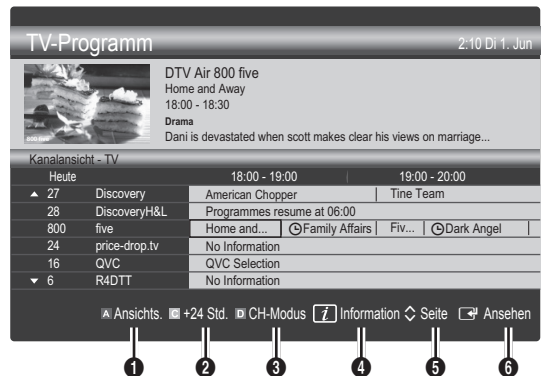 TV-Programm 2:10 Di 1. Jun
DTV Air 800 five
Home and Away
18:00 - 18:30
Drama
Dani is devastated when scott makes clear his views on marriage...
800 five
Kanalansicht - TV
Heute 18:00 - 19:00 19:00 - 20:00
▲ 27 Discovery American Chopper Tine Team
28 DiscoveryH&L Programmes resume at 06:00
800 five Home and... Family Affairs Fiv... Dark Angel
24 price-drop.tv No Information
16 QVC QVC Selection
▼ 6 R4DTT No Information
A Ansichts. C +24 Std. D CH-Modus i Information Seite Ansehen
1 2 3 4 5 6